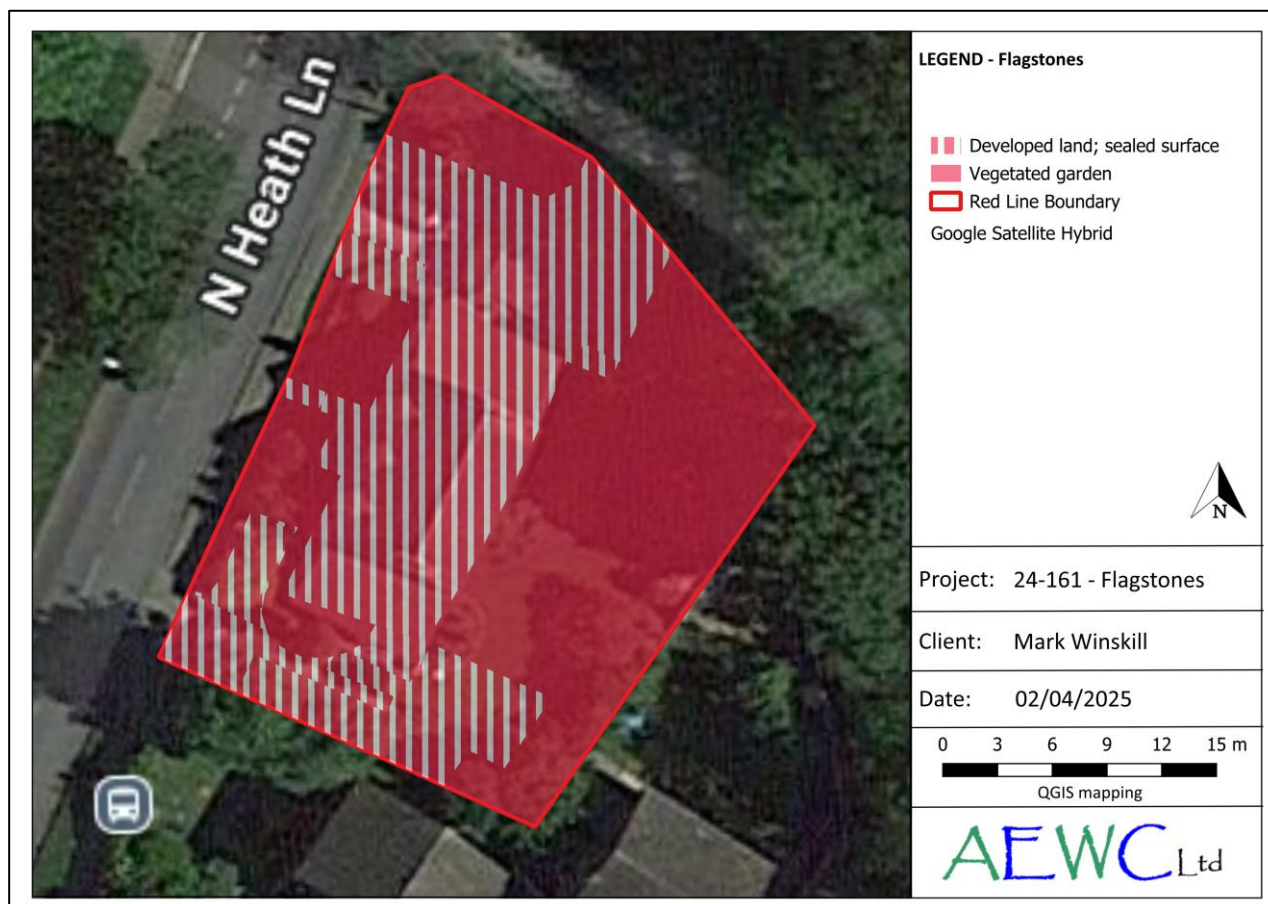 N Heath Ln
LEGEND - Flagstones
Developed land; sealed surface
Vegetated garden
Red Line Boundary
Google Satellite Hybrid
N
Project: 24-161 - Flagstones
Client: Mark Winskill
Date: 02/04/2025
0 3 6 9 12 15 m
QGIS mapping
AEWC Ltd